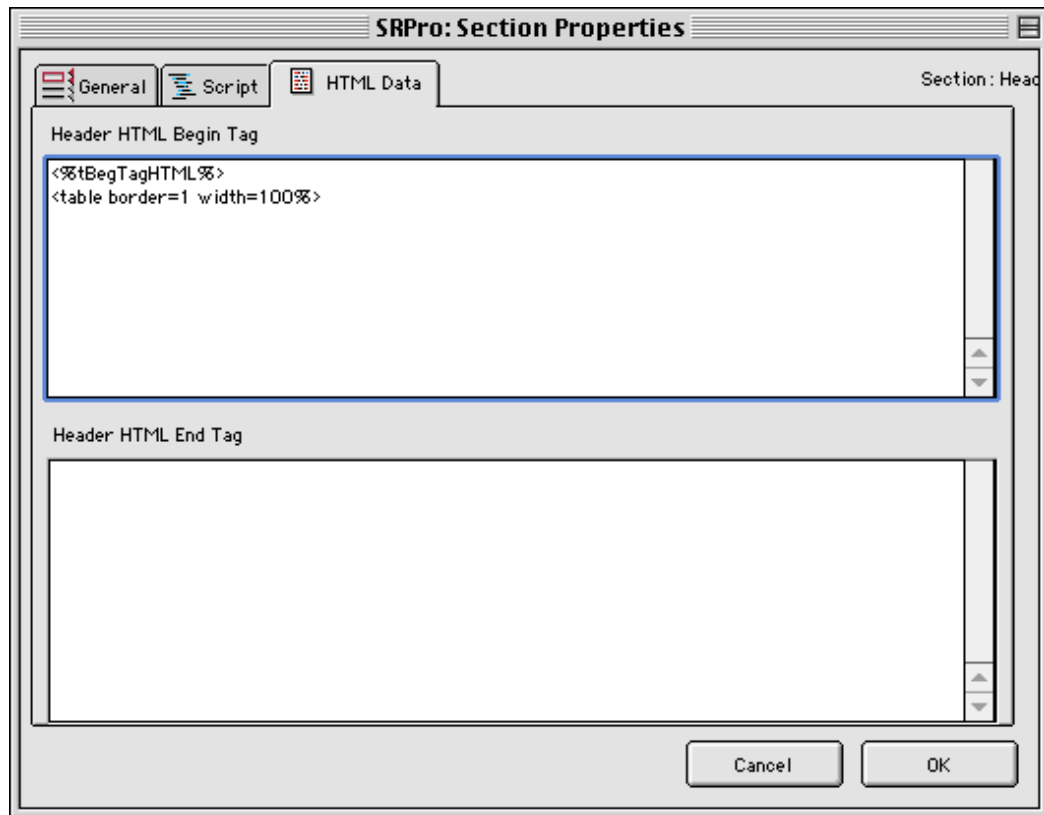 SRPro: Section Properties
General
Script
HTML Data
Section: Head
Header HTML Begin Tag
<%tBegTagHTML%>
<table border=1 width=100%>
Header HTML End Tag
Cancel
OK